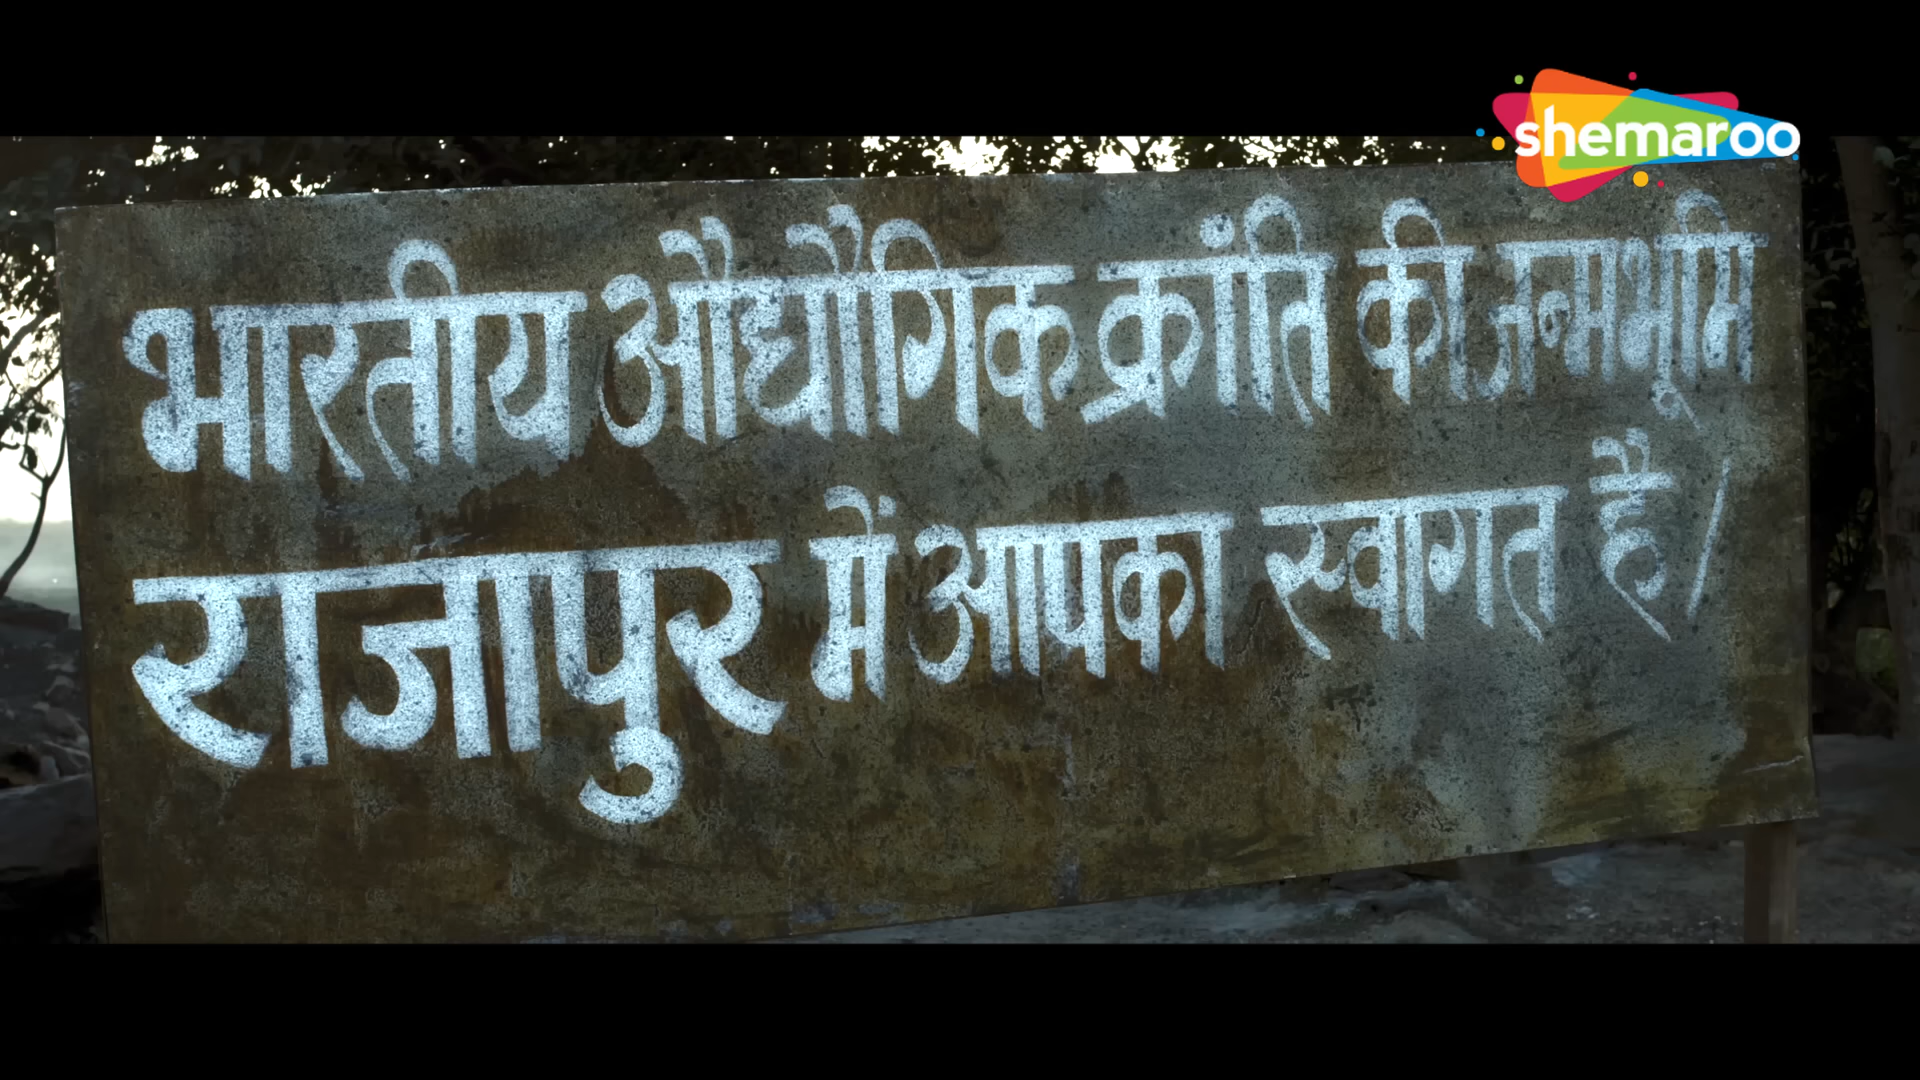 shemaroo
भारतीय औद्यौगिक क्रांति की जन्मभूमि
राजापुर में आपका स्वागत है।